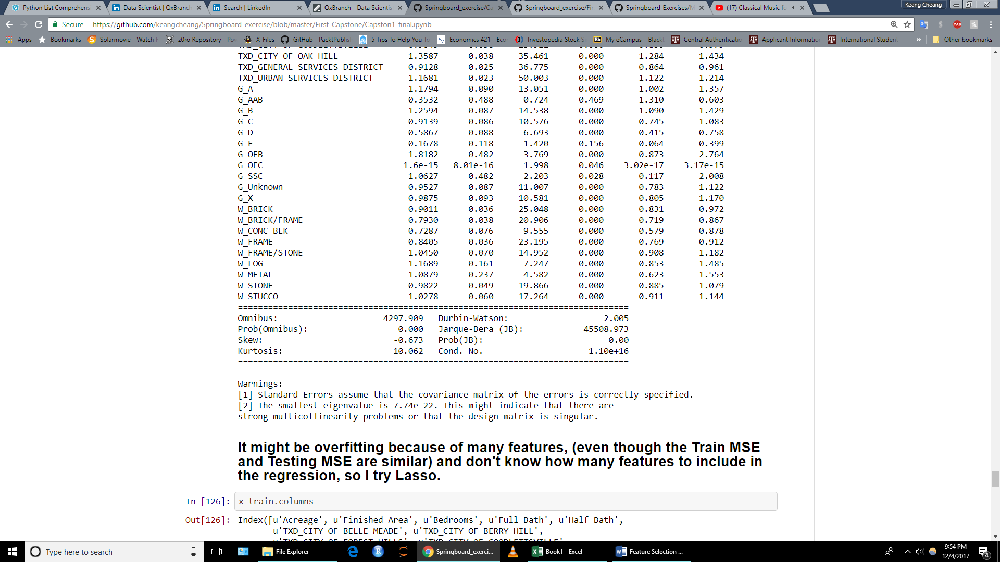 Python List Comprehens
Data Scientist | QxBranch
Search | LinkedIn
QxBranch - Data Scientis
Springboard_exercise/Ca
Springboard_exercise/Fir
Springboard-Exercises/M
(17) Classical Music fo
Keang Cheang
Secure
https://github.com/keangcheang/Springboard_exercise/blob/master/First_Capstone/Capston1_final.ipynb
Apps
Bookmarks
Solarmovie - Watch F
z0ro Repository - Pow
X-Files
GitHub - PacktPublish
5 Tips To Help You To
Economics 421 - Econ
Investopedia Stock Si
My eCampus – Black
Central Authenticatio
Applicant Information
International Student
»
Other bookmarks
TXD_CITY OF OAK HILL 1.3587 0.038 35.461 0.000 1.284 1.434
TXD_GENERAL SERVICES DISTRICT 0.9128 0.025 36.775 0.000 0.864 0.961
TXD_URBAN SERVICES DISTRICT 1.1681 0.023 50.003 0.000 1.122 1.214
G_A 1.1794 0.090 13.051 0.000 1.002 1.357
G_AAB -0.3532 0.488 -0.724 0.469 -1.310 0.603
G_B 1.2594 0.087 14.538 0.000 1.090 1.429
G_C 0.9139 0.086 10.576 0.000 0.745 1.083
G_D 0.5867 0.088 6.693 0.000 0.415 0.758
G_E 0.1678 0.118 1.420 0.156 -0.064 0.399
G_OFB 1.8182 0.482 3.769 0.000 0.873 2.764
G_OFC 1.6e-15 8.01e-16 1.998 0.046 3.02e-17 3.17e-15
G_SSC 1.0627 0.482 2.203 0.028 0.117 2.008
G_Unknown 0.9527 0.087 11.007 0.000 0.783 1.122
G_X 0.9875 0.093 10.581 0.000 0.805 1.170
W_BRICK 0.9011 0.036 25.048 0.000 0.831 0.972
W_BRICK/FRAME 0.7930 0.038 20.906 0.000 0.719 0.867
W_CONC BLK 0.7287 0.076 9.555 0.000 0.579 0.878
W_FRAME 0.8405 0.036 23.195 0.000 0.769 0.912
W_FRAME/STONE 1.0450 0.070 14.952 0.000 0.908 1.182
W_LOG 1.1689 0.161 7.247 0.000 0.853 1.485
W_METAL 1.0879 0.237 4.582 0.000 0.623 1.553
W_STONE 0.9822 0.049 19.866 0.000 0.885 1.079
W_STUCCO 1.0278 0.060 17.264 0.000 0.911 1.144
==============================================================================
Omnibus: 4297.909 Durbin-Watson: 2.005
Prob(Omnibus): 0.000 Jarque-Bera (JB): 45508.973
Skew: -0.673 Prob(JB): 0.00
Kurtosis: 10.062 Cond. No. 1.10e+16
==============================================================================
Warnings:
[1] Standard Errors assume that the covariance matrix of the errors is correctly specified.
[2] The smallest eigenvalue is 7.74e-22. This might indicate that there are
strong multicollinearity problems or that the design matrix is singular.
It might be overfitting because of many features, (even though the Train MSE
and Testing MSE are similar) and don't know how many features to include in
the regression, so I try Lasso.
In [126]: x_train.columns
Out[126]: Index([u'Acreage', u'Finished Area', u'Bedrooms', u'Full Bath', u'Half Bath',
u'TXD_CITY OF BELLE MEADE', u'TXD_CITY OF BERRY HILL',
u'TXD_CITY OF FOREST HILLS', u'TXD_CITY OF GOODLETTSVILLE',
Type here to search
File Explorer
Springboard_exerci...
Book1 - Excel
Feature Selection ...
9:54 PM
12/4/2017
4